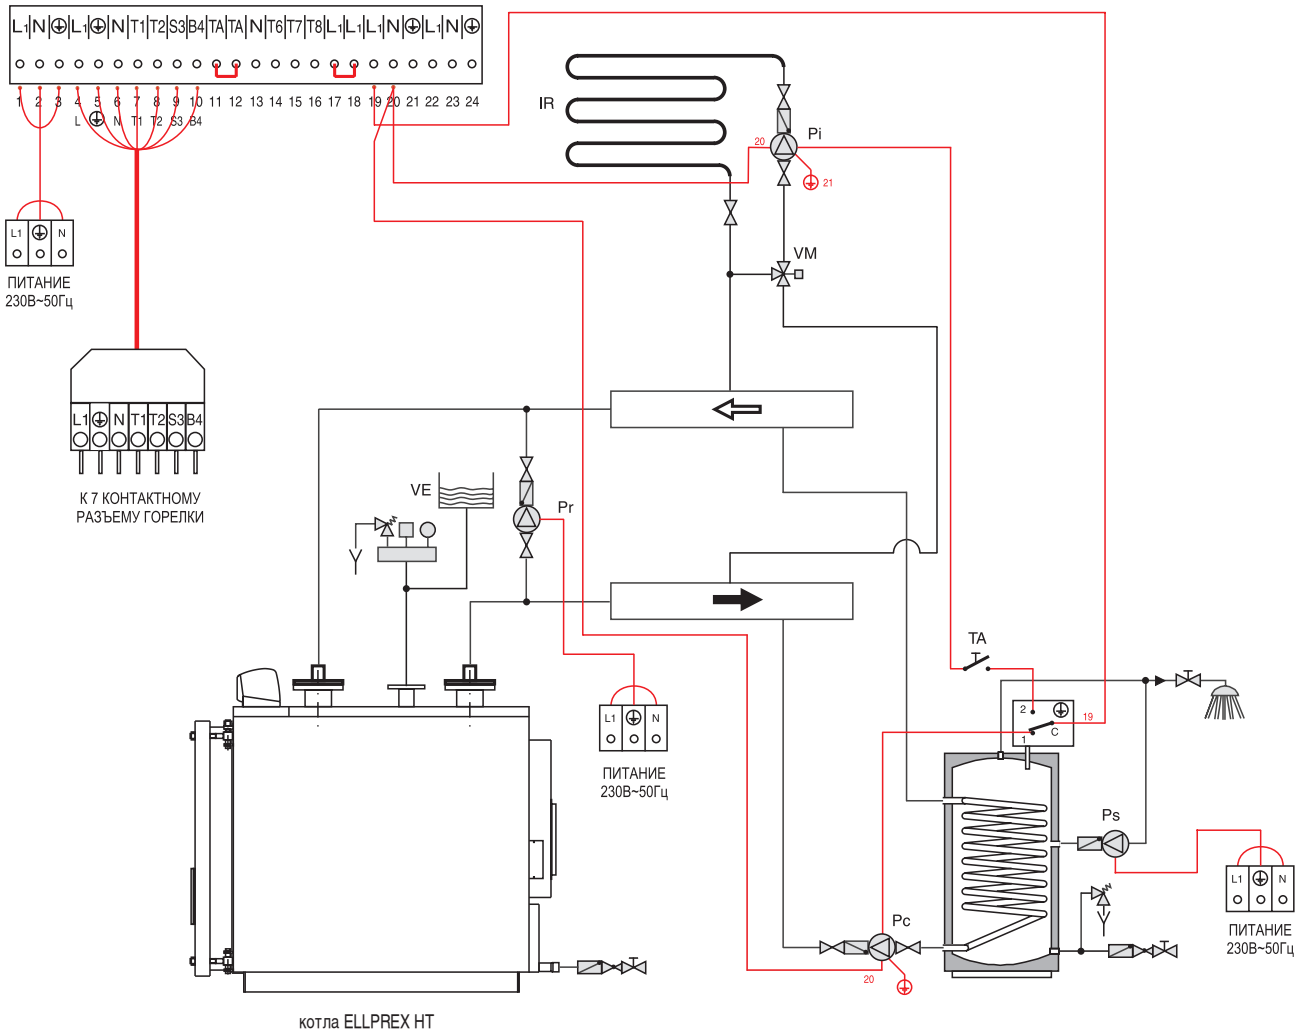 L1 N ⏚ L1 ⏚ N T1 T2 S3 B4 TA TA N T6 T7 T8 L1 L1 L1 N ⏚ L1 N ⏚
1 2 3 4 5 6 7 8 9 10 11 12 13 14 15 16 17 18 19 20 21 22 23 24
L ⏚ N T1 T2 S3 B4
IR
Pi
20
21
L1 ⏚ N
ПИТАНИЕ
230В~50Гц
VM
L1 ⏚ N T1 T2 S3 B4
К 7 КОНТАКТНОМУ
РАЗЪЕМУ ГОРЕЛКИ
VE
Pr
TA
2
1
C
19
L1 ⏚ N
ПИТАНИЕ
230В~50Гц
Ps
L1 ⏚ N
ПИТАНИЕ
230В~50Гц
Pc
20
котла ELLPREX HT